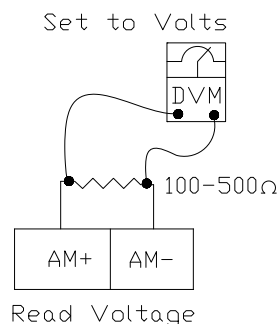 Set to Volts
DVM
100-500Ω
AM+ AM-
Read Voltage